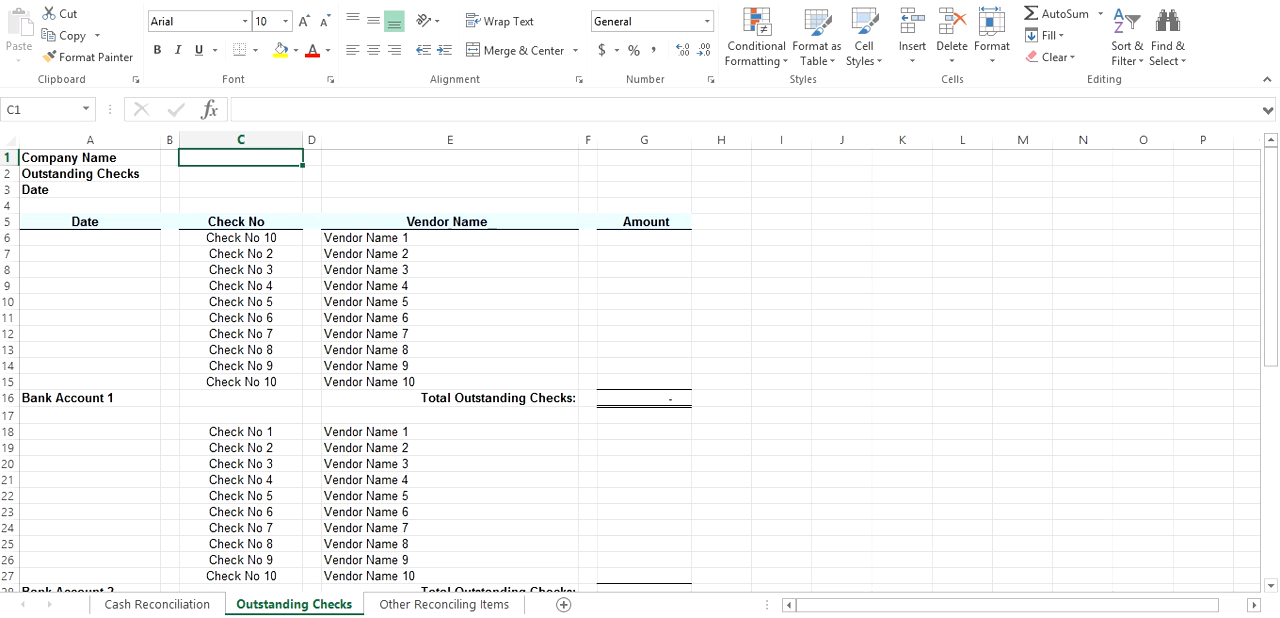 Cut
Copy
Format Painter
Paste
Clipboard
Arial 10 A A
B I U A
Font
Wrap Text
Merge & Center
Alignment
General
$ % , .0 .00 .00 .0
Number
Conditional Formatting
Format as Table
Cell Styles
Styles
Insert Delete Format
Cells
AutoSum
Fill
Clear
Sort & Filter
Find & Select
Editing
C1 fx
A B C D E F G H I J K L M N O P
1 Company Name
2 Outstanding Checks
3 Date
4
5 Date Check No Vendor Name Amount
6 Check No 10 Vendor Name 1
7 Check No 2 Vendor Name 2
8 Check No 3 Vendor Name 3
9 Check No 4 Vendor Name 4
10 Check No 5 Vendor Name 5
11 Check No 6 Vendor Name 6
12 Check No 7 Vendor Name 7
13 Check No 8 Vendor Name 8
14 Check No 9 Vendor Name 9
15 Check No 10 Vendor Name 10
16 Bank Account 1 Total Outstanding Checks: -
17
18 Check No 1 Vendor Name 1
19 Check No 2 Vendor Name 2
20 Check No 3 Vendor Name 3
21 Check No 4 Vendor Name 4
22 Check No 5 Vendor Name 5
23 Check No 6 Vendor Name 6
24 Check No 7 Vendor Name 7
25 Check No 8 Vendor Name 8
26 Check No 9 Vendor Name 9
27 Check No 10 Vendor Name 10
28 Bank Account 2 Total Outstanding Checks:
Cash Reconciliation Outstanding Checks Other Reconciling Items